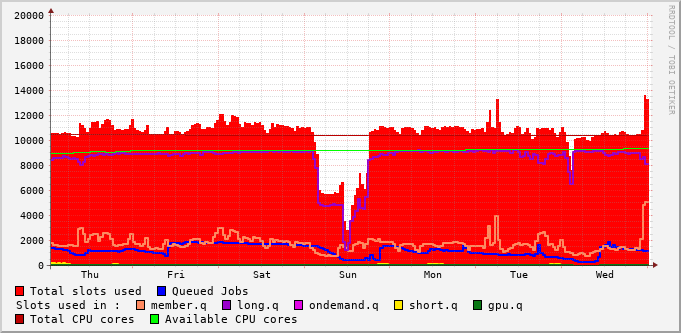 20000
18000
16000
14000
12000
10000
8000
6000
4000
2000
0
Thu Fri Sat Sun Mon Tue Wed
RRDTOOL / TOBI OETIKER
Total slots used Queued Jobs
Slots used in : member.q long.q ondemand.q short.q gpu.q
Total CPU cores Available CPU cores